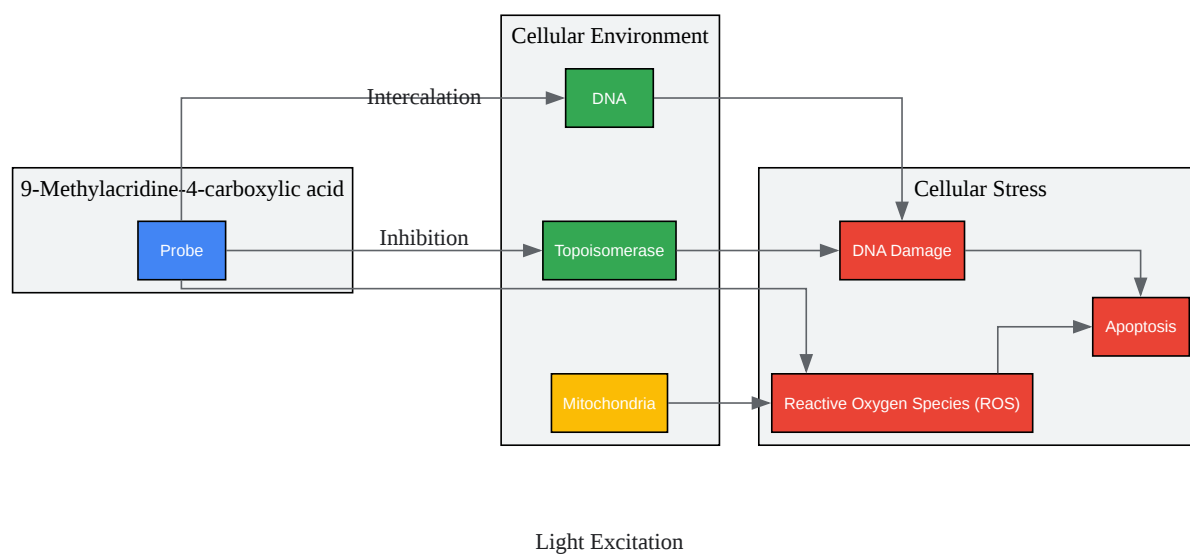 Cellular Environment
Intercalation
DNA
9-Methylacridine-4-carboxylic acid
Cellular Stress
Probe
Inhibition
Topoisomerase
DNA Damage
Apoptosis
Mitochondria
Reactive Oxygen Species (ROS)
Light Excitation